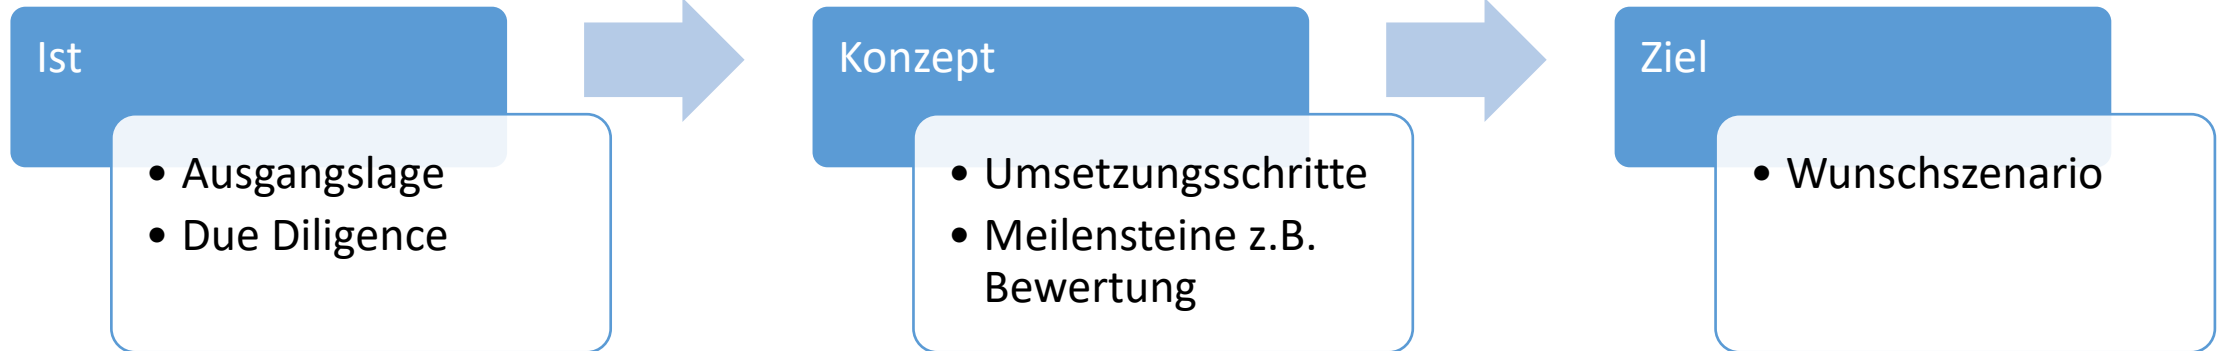 Ist
• Ausgangslage
• Due Diligence
Konzept
• Umsetzungsschritte
• Meilensteine z.B.
Bewertung
Ziel
• Wunschszenario